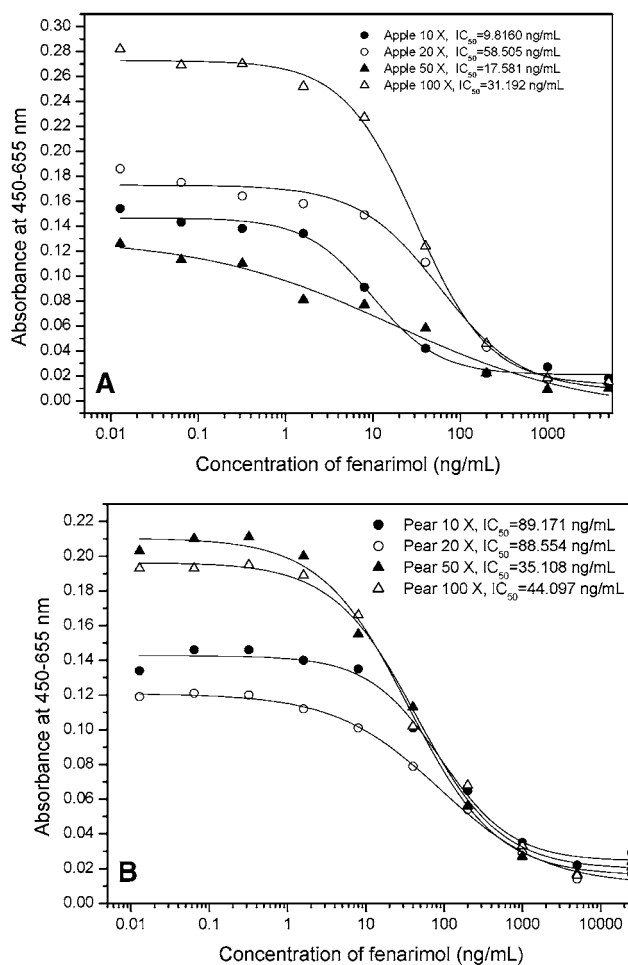 0.30
0.28
0.26
0.24
0.22
0.20
0.18
0.16
0.14
0.12
0.10
0.08
0.06
0.04
0.02
0.00
Absorbance at 450-655 nm
Apple 10 X, IC50=9.8160 ng/mL
Apple 20 X, IC50=58.505 ng/mL
Apple 50 X, IC50=17.581 ng/mL
Apple 100 X, IC50=31.192 ng/mL
A
0.01 0.1 1 10 100 1000
Concentration of fenarimol (ng/mL)
0.22
0.20
0.18
0.16
0.14
0.12
0.10
0.08
0.06
0.04
0.02
0.00
Absorbance at 450-655 nm
Pear 10 X, IC50=89.171 ng/mL
Pear 20 X, IC50=88.554 ng/mL
Pear 50 X, IC50=35.108 ng/mL
Pear 100 X, IC50=44.097 ng/mL
B
0.01 0.1 1 10 100 1000 10000
Concentration of fenarimol (ng/mL)